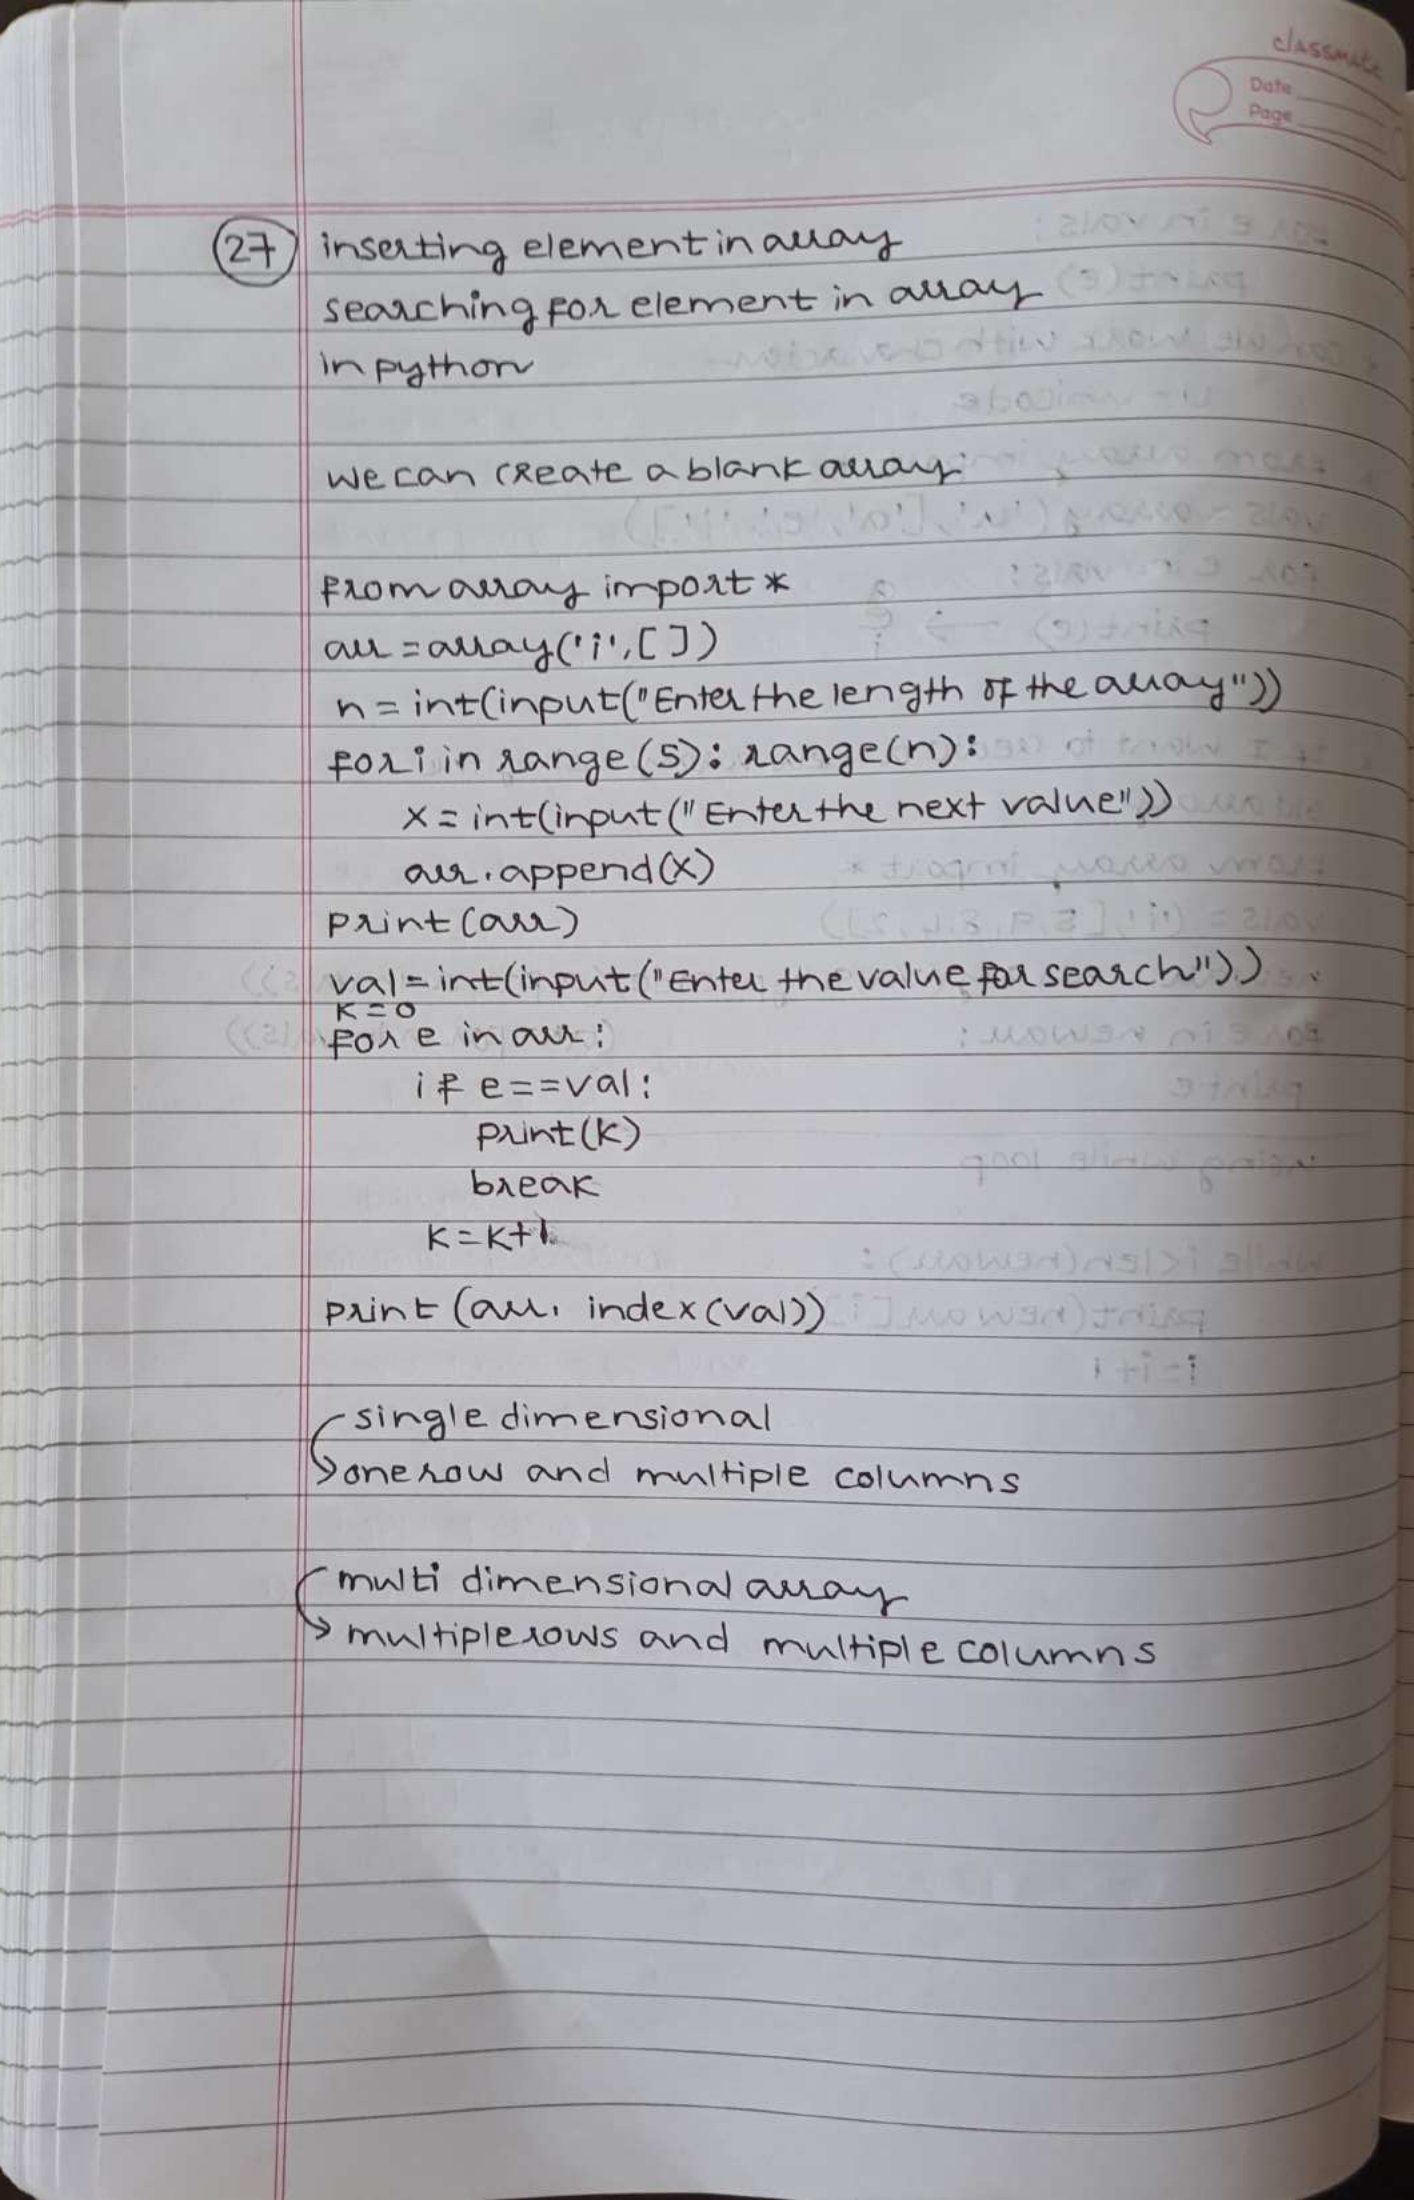 classmate
Date
Page
27 inserting element in array
searching for element in array
in python
we can create a blank array
from array import *
arr = array('i', [ ])
n = int(input("Enter the length of the array"))
for i in range(5): range(n):
x = int(input("Enter the next value"))
arr.append(x)
print(arr)
val = int(input("Enter the value for search"))
k=0
for e in arr:
if e==val:
print(k)
break
k=k+1
print (arr. index(val))
single dimensional
one row and multiple columns
multi dimensional array
multiple rows and multiple columns